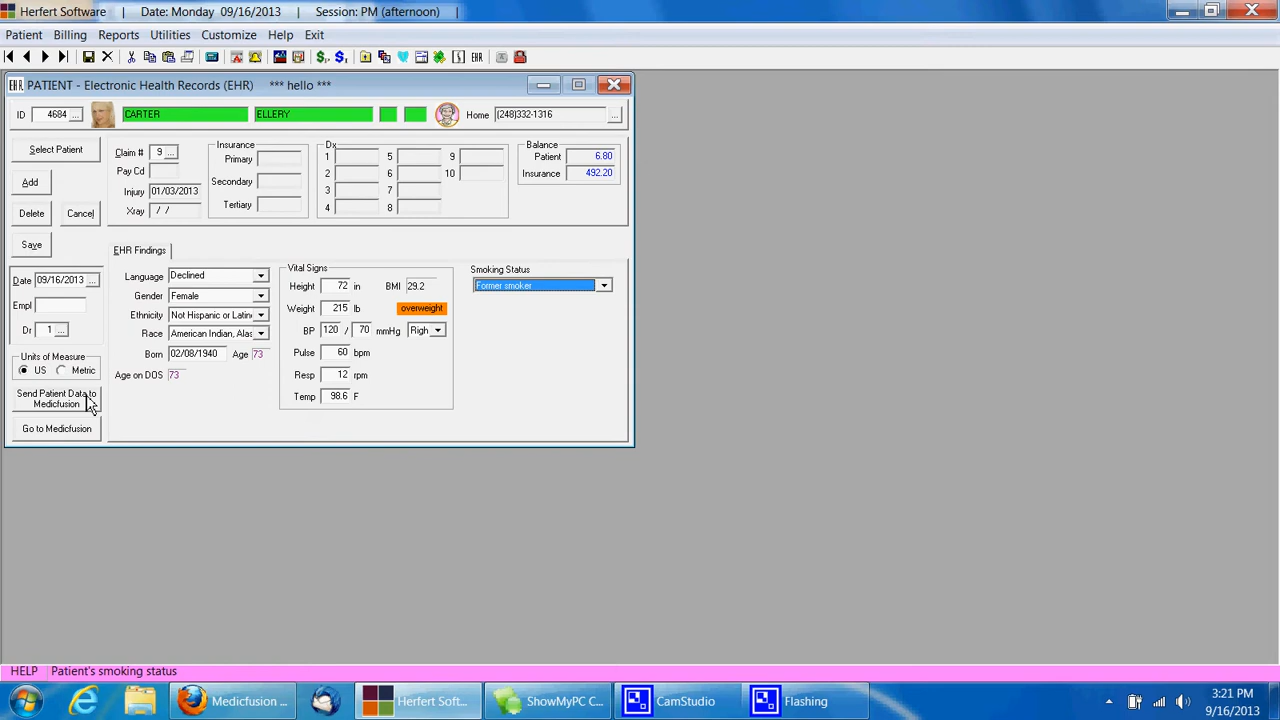 Herfert Software Date: Monday 09/16/2013 Session: PM (afternoon)
Patient Billing Reports Utilities Customize Help Exit
EHR
EHR PATIENT - Electronic Health Records (EHR) *** hello ***
ID 4684 ... CARTER ELLERY Home (248)332-1316 ...
Select Patient
Add
Delete Cancel
Save
Claim # 9 ...
Pay Cd
Injury 01/03/2013
Xray / /
Insurance
Primary
Secondary
Tertiary
Dx
1 5 9
2 6 10
3 7
4 8
Balance
Patient 6.80
Insurance 492.20
Date 09/16/2013 ...
Empl
Dr 1 ...
Units of Measure
US Metric
Send Patient Data to
Medicfusion
Go to Medicfusion
EHR Findings
Language Declined
Gender Female
Ethnicity Not Hispanic or Latin
Race American Indian, Alas
Born 02/08/1940 Age 73
Age on DOS 73
Vital Signs
Height 72 in BMI 29.2
Weight 215 lb overweight
BP 120 / 70 mmHg Righ
Pulse 60 bpm
Resp 12 rpm
Temp 98.6 F
Smoking Status
Former smoker
HELP Patient's smoking status
Medicfusion ... Herfert Soft... ShowMyPC C... CamStudio Flashing
3:21 PM
9/16/2013